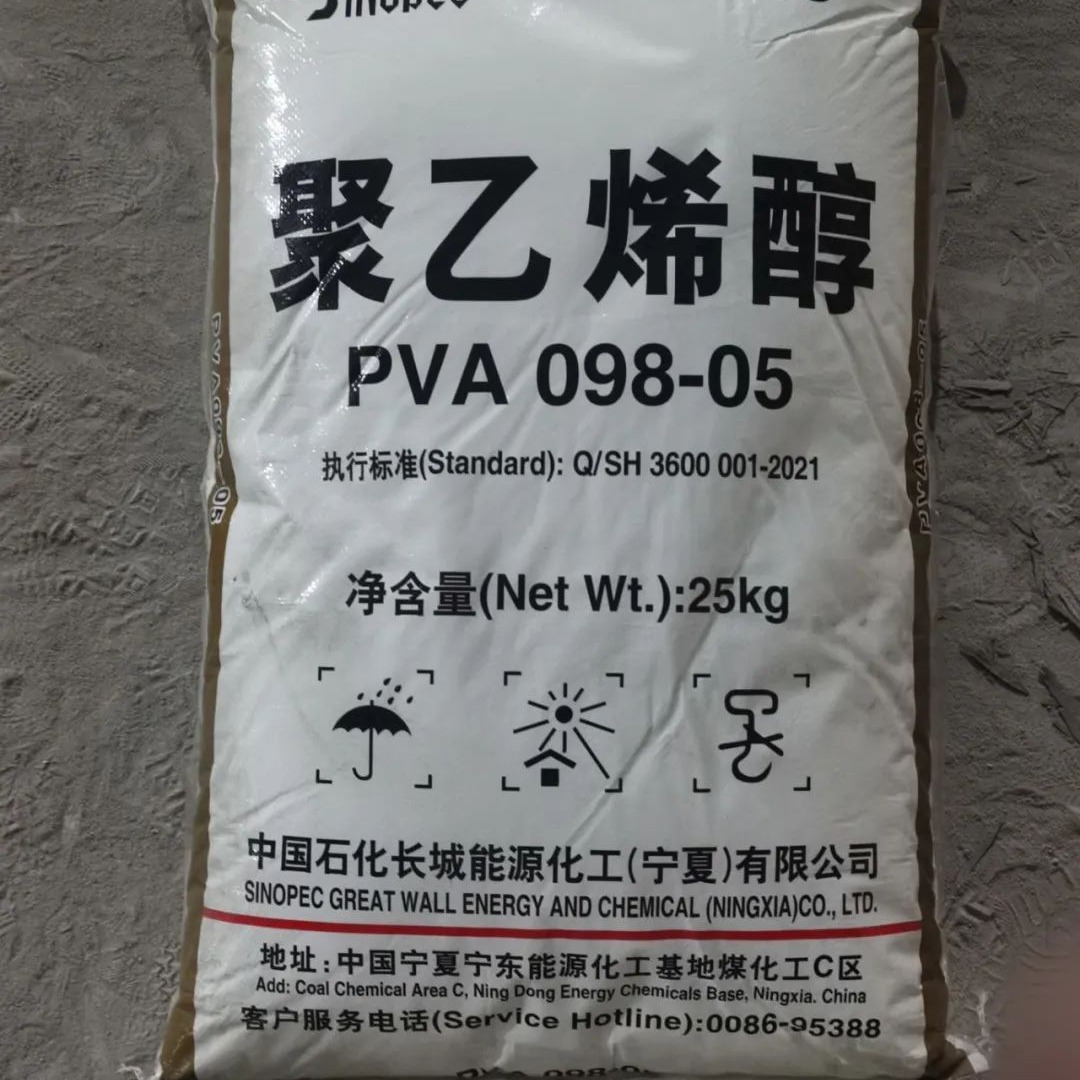 Sinopec
聚乙烯醇
PVA 098-05
执行标准(Standard): Q/SH 3600 001-2021
净含量(Net Wt.):25kg
中国石化长城能源化工(宁夏)有限公司
SINOPEC GREAT WALL ENERGY AND CHEMICAL (NINGXIA)CO., LTD.
地址:中国宁夏宁东能源化工基地煤化工C区
Add: Coal Chemical Area C, Ning Dong Energy Chemicals Base, Ningxia. China
客户服务电话(Service Hotline):0086-95388
PVA 098-05